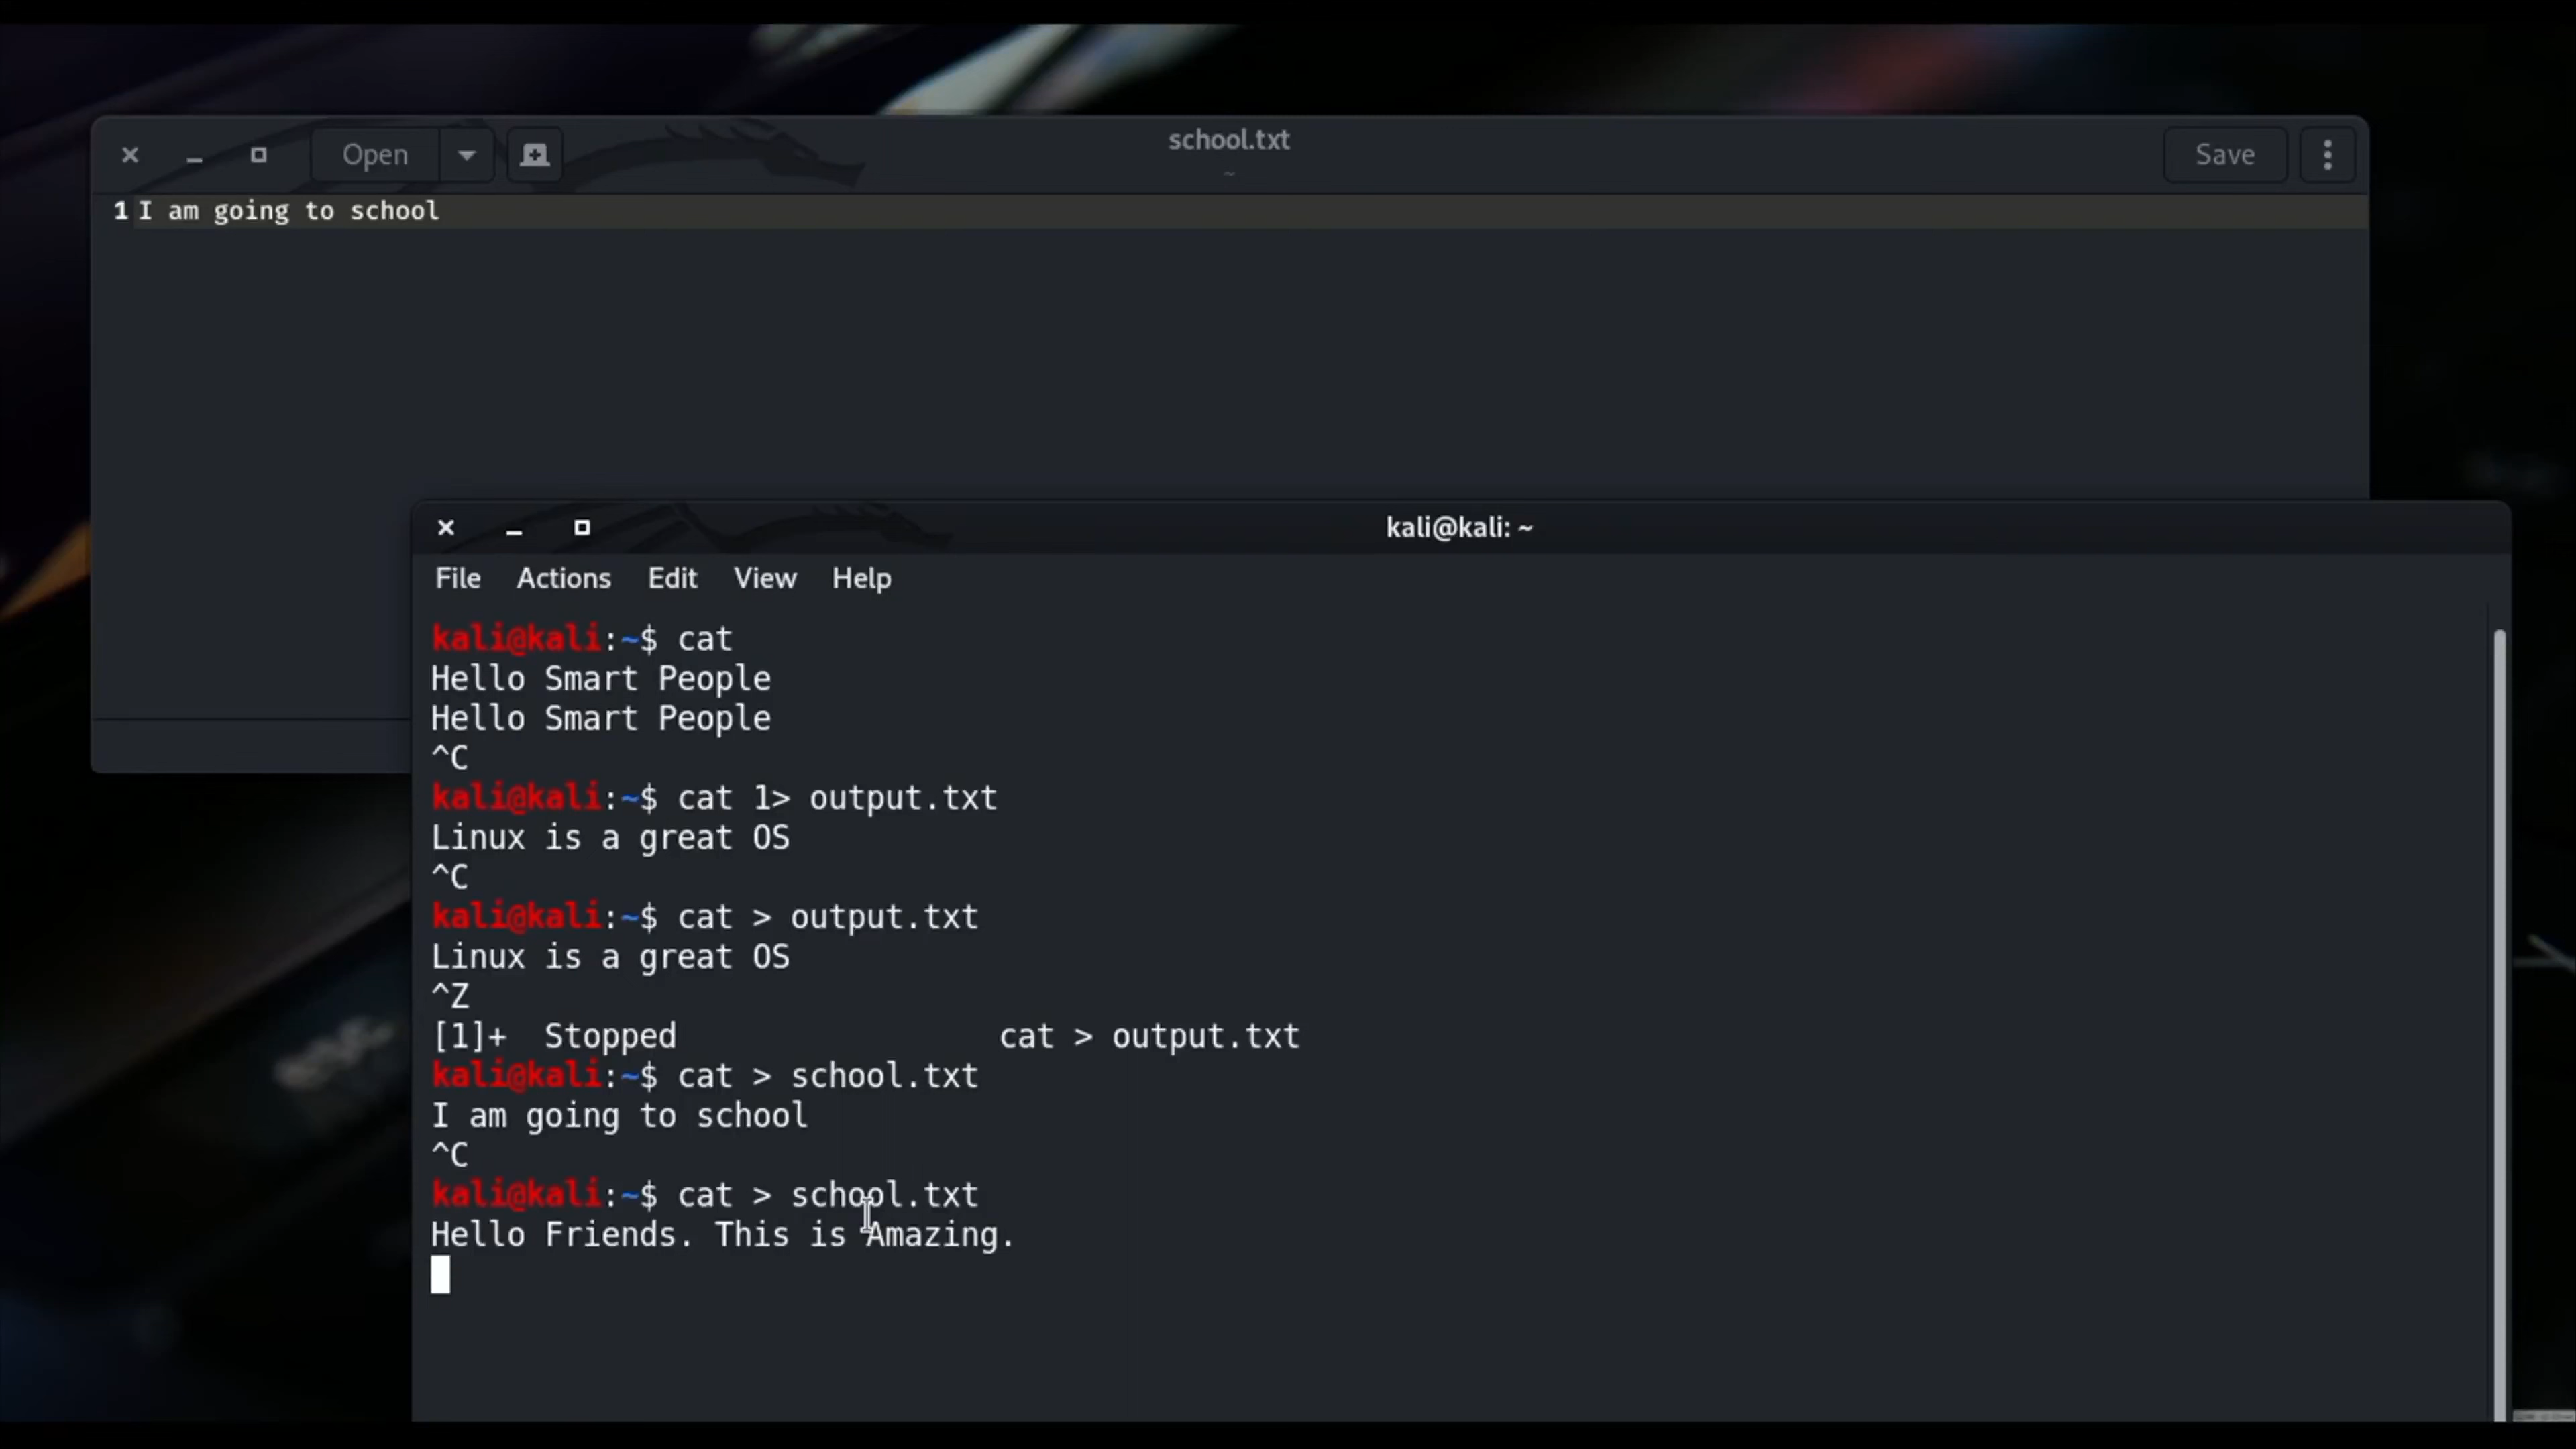 Open
school.txt
~
Save
1 I am going to school
kali@kali: ~
File Actions Edit View Help
kali@kali:~$ cat
Hello Smart People
Hello Smart People
^C
kali@kali:~$ cat 1> output.txt
Linux is a great OS
^C
kali@kali:~$ cat > output.txt
Linux is a great OS
^Z
[1]+  Stopped                 cat > output.txt
kali@kali:~$ cat > school.txt
I am going to school
^C
kali@kali:~$ cat > school.txt
Hello Friends. This is Amazing.